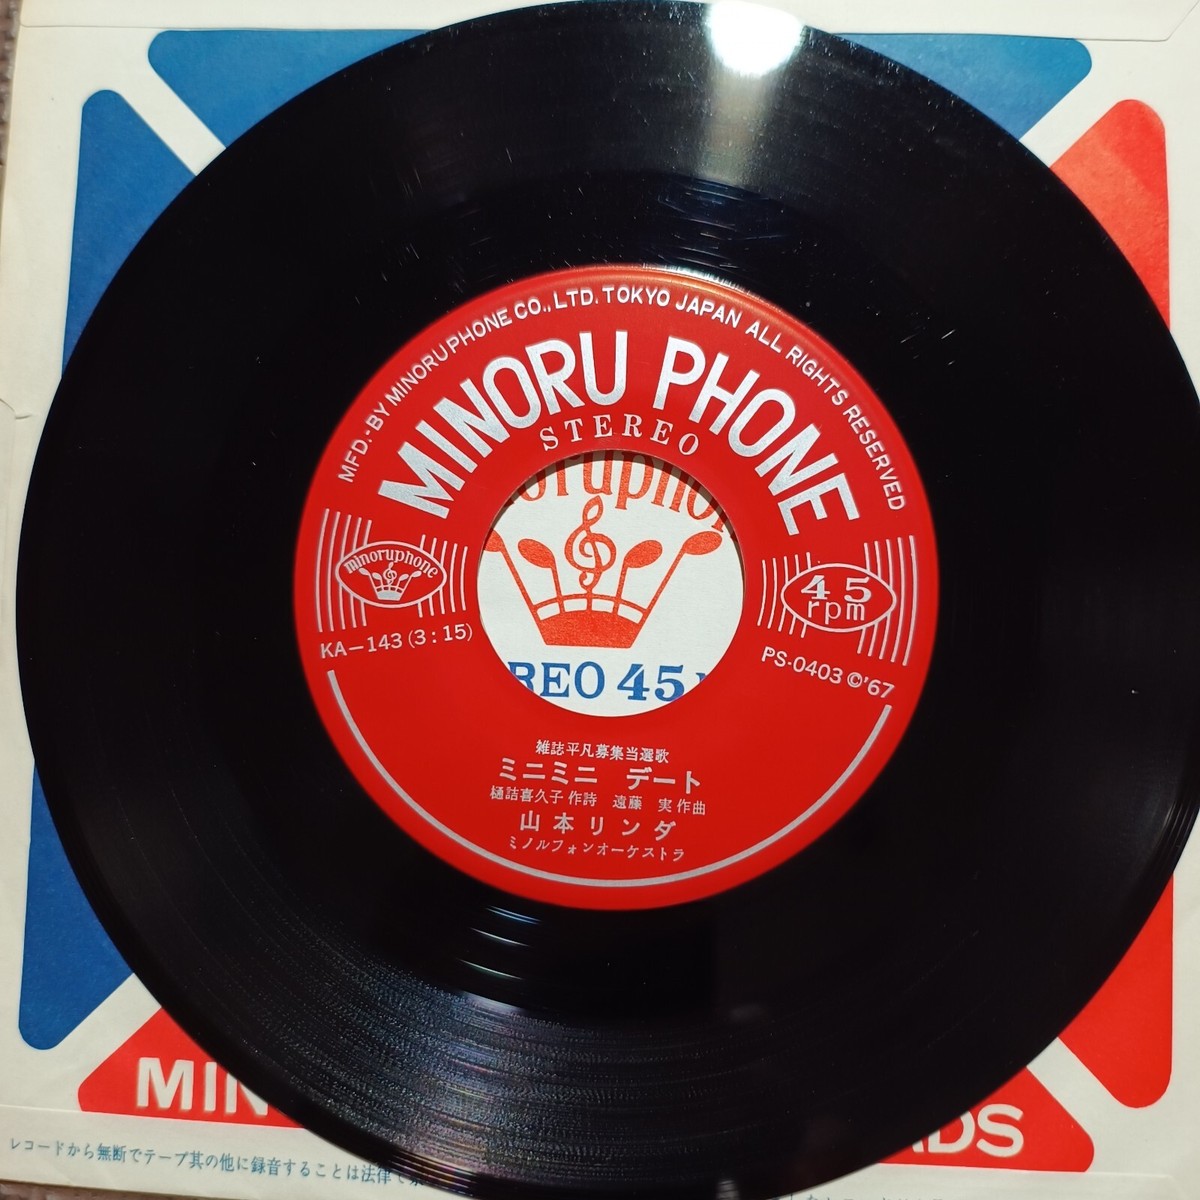 MFD.-BY MINORUPHONE CO., LTD. TOKYO JAPAN ALL RIGHTS RESERVED
MINORU PHONE
STEREO
minoruphone
45
rpm
KA-143 (3:15)
PS-0403 ©'67
oruphon
REO 45
雑誌平凡募集当選歌
ミニミニ デート
樋詰喜久子 作詩 遠藤 実 作曲
山本リンダ
ミノルフォンオーケストラ
MIN
DS
レコードから無断でテープ其の他に録音することは法律で